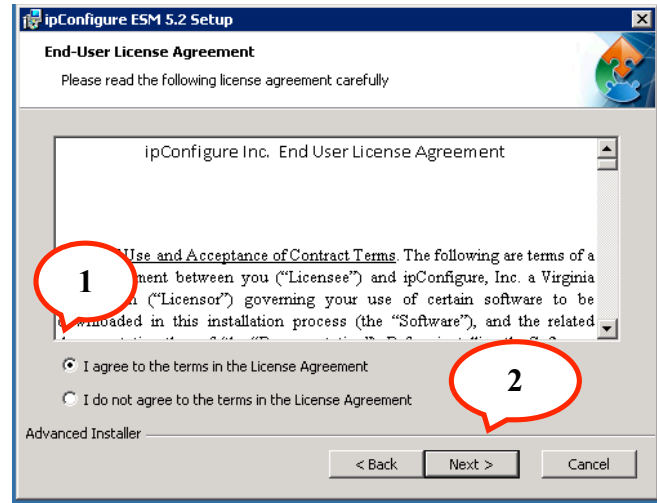 ipConfigure ESM 5.2 Setup
End-User License Agreement
Please read the following license agreement carefully
ipConfigure Inc. End User License Agreement
Use and Acceptance of Contract Terms. The following are terms of a
between you (“Licensee”) and ipConfigure, Inc. a Virginia
(“Licensor”) governing your use of certain software to be
in this installation process (the “Software”), and the related
1
I agree to the terms in the License Agreement
I do not agree to the terms in the License Agreement
2
Advanced Installer
< Back
Next >
Cancel